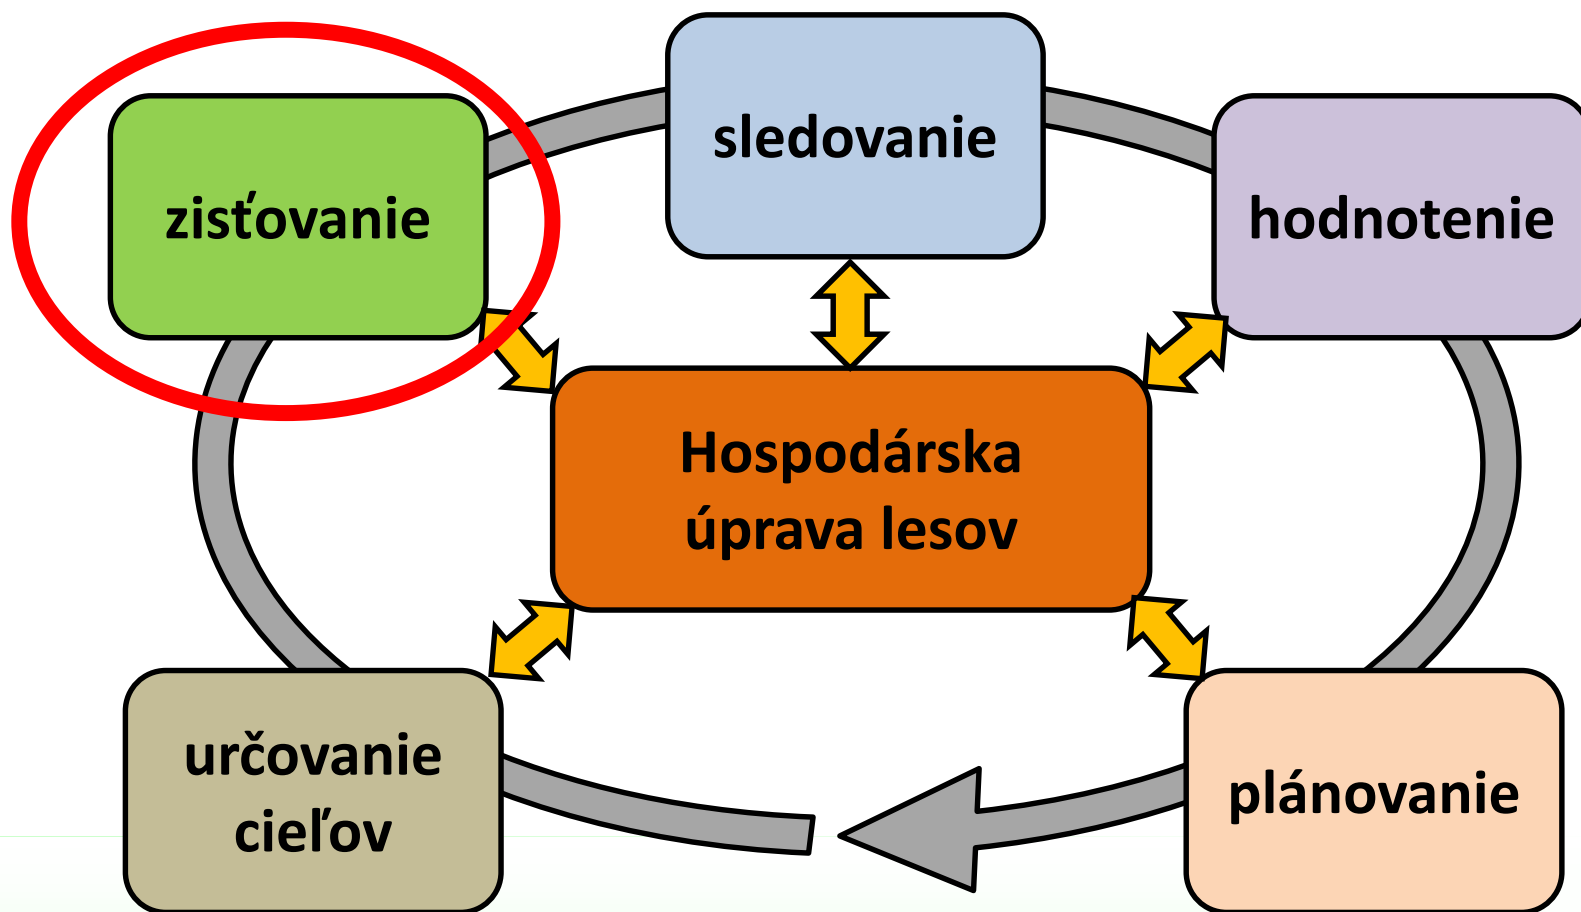 sledovanie
zisťovanie
hodnotenie
Hospodárska
úprava lesov
určovanie
cieľov
plánovanie